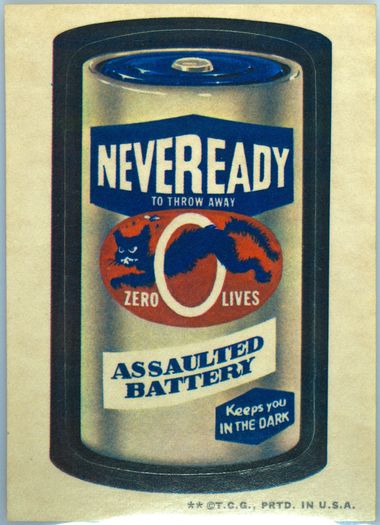 NEVEREADY
TO THROW AWAY
ZERO LIVES
ASSAULTED
BATTERY
Keeps you
IN THE DARK
** ©T.C.G., PRTD. IN U.S.A.